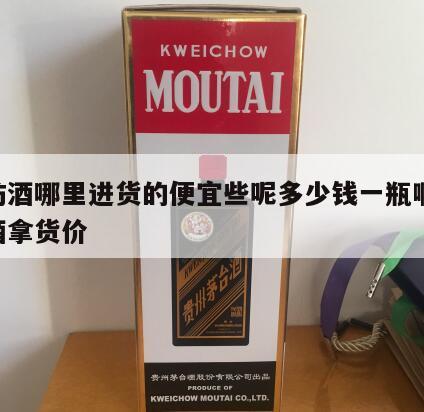 KWEICHOW
MOUTAI
酒哪里进货的便宜些呢多少钱一瓶
拿货价
贵州茅台酒
贵州茅台酒股份有限公司出品
PRODUCE OF
KWEICHOW MOUTAI CO.,LTD.